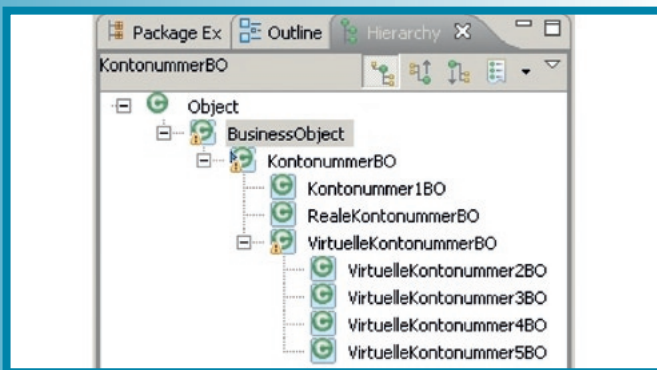 Package Ex Outline Hierarchy
KontonummerBO
Object
BusinessObject
KontonummerBO
Kontonummer1BO
RealeKontonummerBO
VirtuelleKontonummerBO
VirtuelleKontonummer2BO
VirtuelleKontonummer3BO
VirtuelleKontonummer4BO
VirtuelleKontonummer5BO